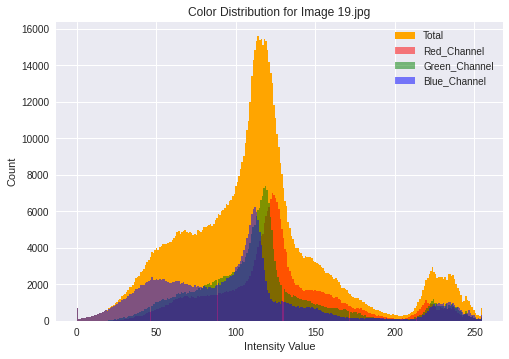 Color Distribution for Image 19.jpg
Total
Red_Channel
Green_Channel
Blue_Channel
16000
14000
12000
10000
8000
6000
4000
2000
0
Count
0 50 100 150 200 250
Intensity Value